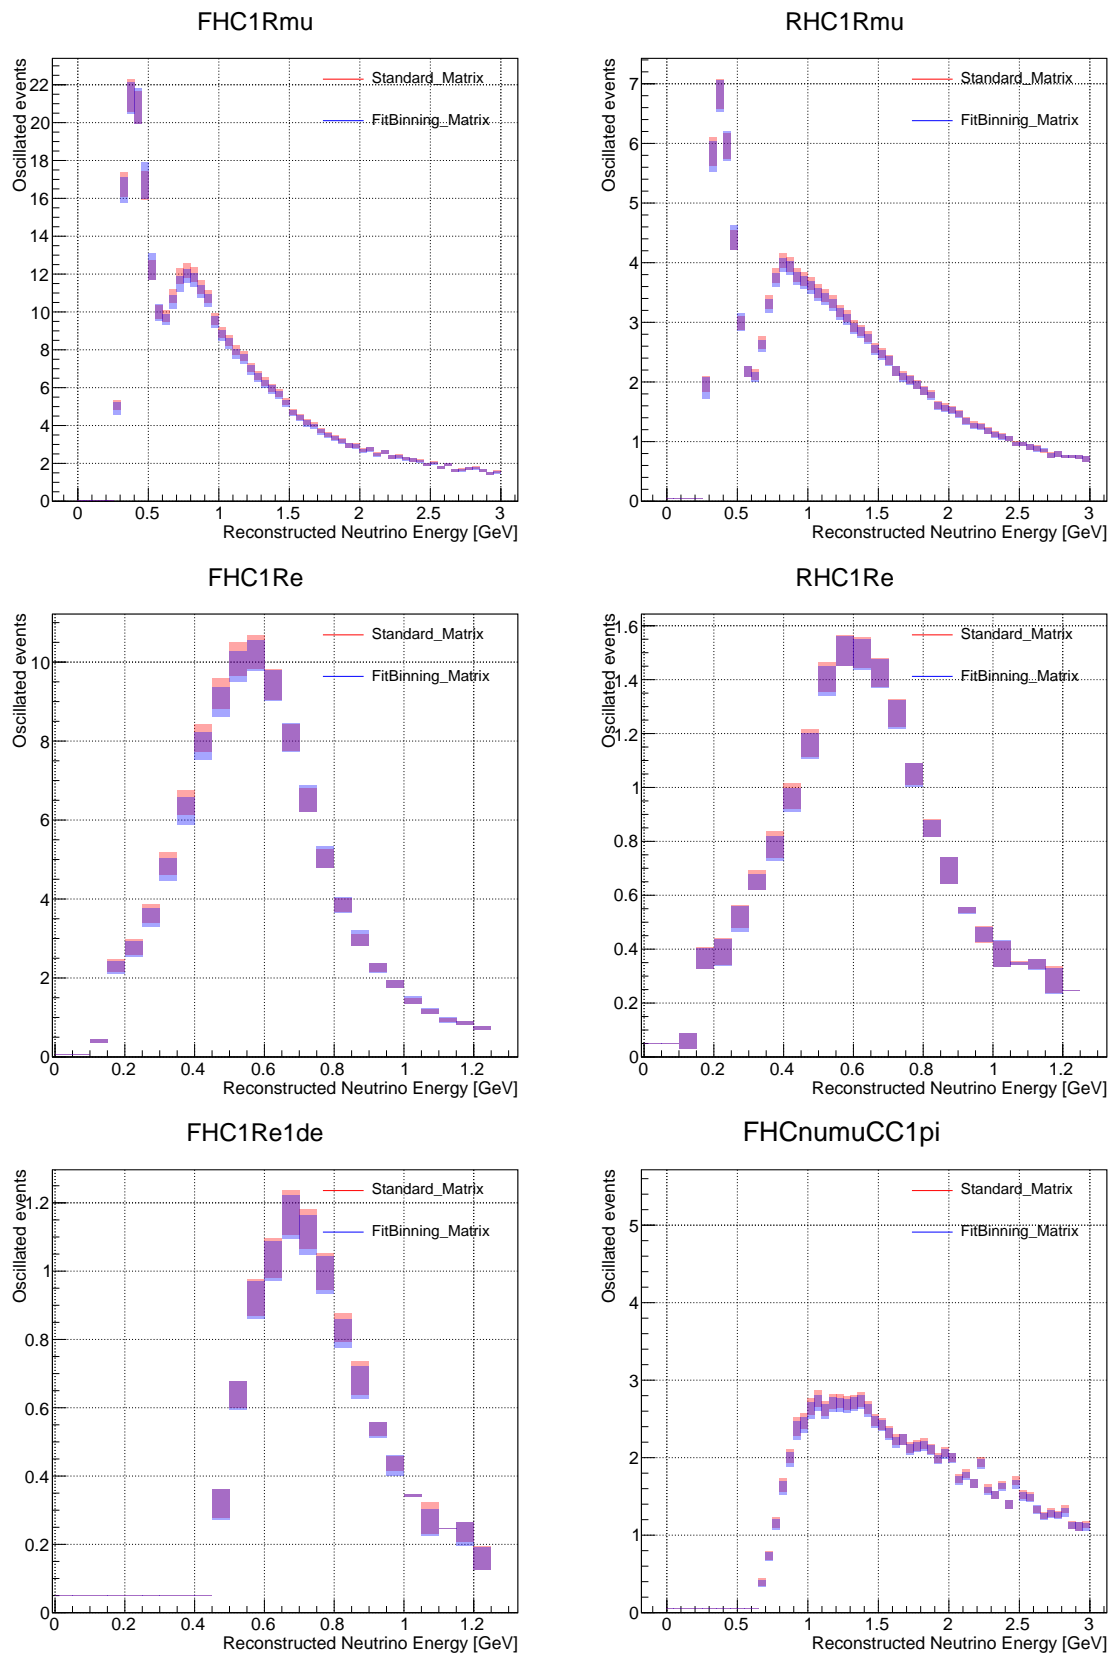 FHC1Rmu
Oscillated events
22
20
18
16
14
12
10
8
6
4
2
0
Standard_Matrix
FitBinning_Matrix
0 0.5 1 1.5 2 2.5 3
Reconstructed Neutrino Energy [GeV]
RHC1Rmu
Oscillated events
7
6
5
4
3
2
1
0
Standard_Matrix
FitBinning_Matrix
0 0.5 1 1.5 2 2.5 3
Reconstructed Neutrino Energy [GeV]
FHC1Re
Oscillated events
10
8
6
4
2
0
Standard_Matrix
FitBinning_Matrix
0 0.2 0.4 0.6 0.8 1 1.2
Reconstructed Neutrino Energy [GeV]
RHC1Re
Oscillated events
1.6
1.4
1.2
1
0.8
0.6
0.4
0.2
0
Standard_Matrix
FitBinning_Matrix
0 0.2 0.4 0.6 0.8 1 1.2
Reconstructed Neutrino Energy [GeV]
FHC1Re1de
Oscillated events
1.2
1
0.8
0.6
0.4
0.2
0
Standard_Matrix
FitBinning_Matrix
0 0.2 0.4 0.6 0.8 1 1.2
Reconstructed Neutrino Energy [GeV]
FHCnumuCC1pi
Oscillated events
5
4
3
2
1
0
Standard_Matrix
FitBinning_Matrix
0 0.5 1 1.5 2 2.5 3
Reconstructed Neutrino Energy [GeV]